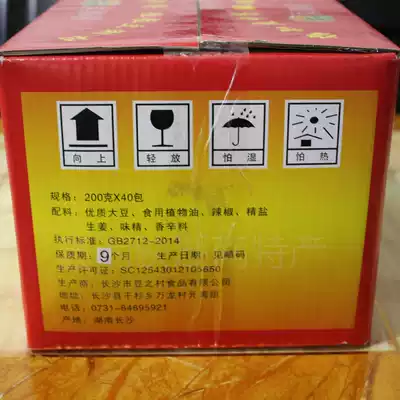 向上 轻放 怕湿 怕热
规格: 200克X40包
配料: 优质大豆、食用植物油、辣椒、精盐
生姜、味精、香辛料
执行标准: GB2712-2014
保质期: 9个月 生产日期: 见喷码
生产许可证: SC12543012105650
生产商: 长沙市豆之村食品有限公司
地址: 长沙县干杉乡万龙村
电话: 0731-84695921
产地: 湖南长沙
特产